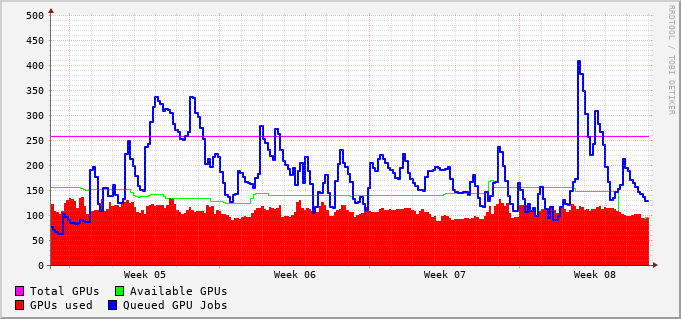 500
450
400
350
300
250
200
150
100
50
0
Week 05 Week 06 Week 07 Week 08
Total GPUs Available GPUs
GPUs used Queued GPU Jobs
RRDTOOL / TOBI OETIKER